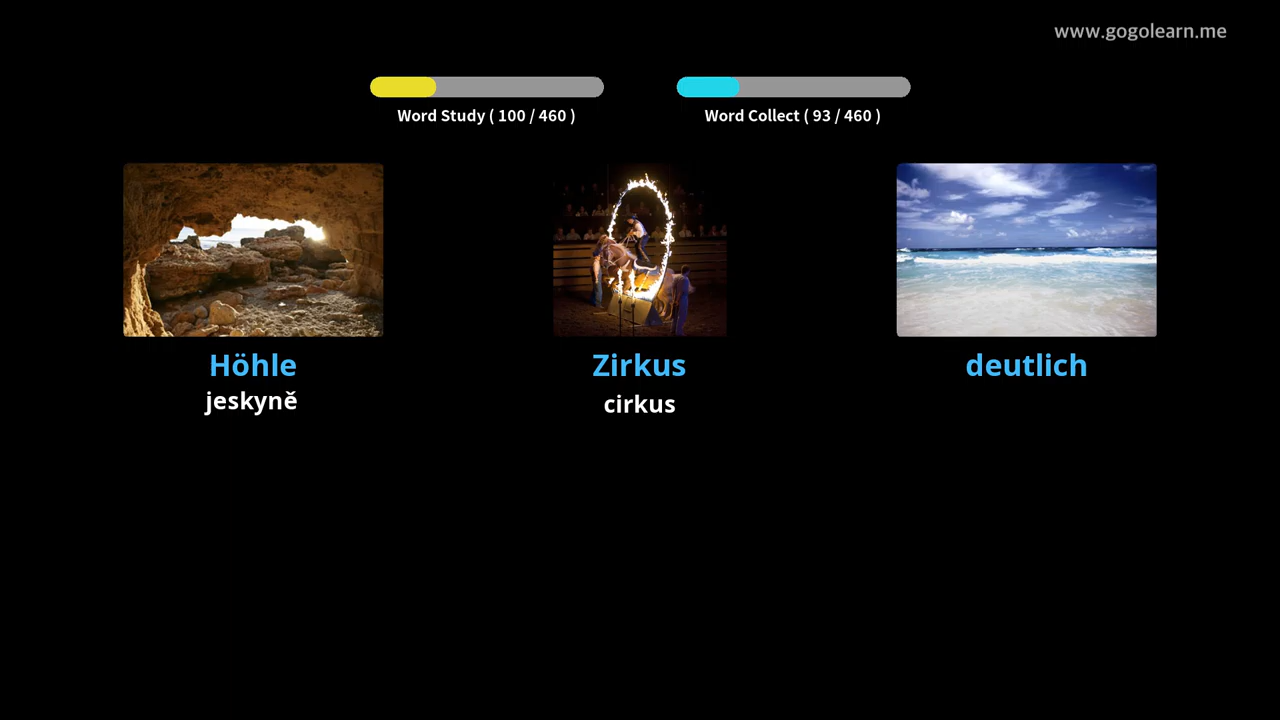 www.gogolearn.me
Word Study ( 100 / 460 )
Word Collect ( 93 / 460 )
Höhle
jeskyně
Zirkus
cirkus
deutlich